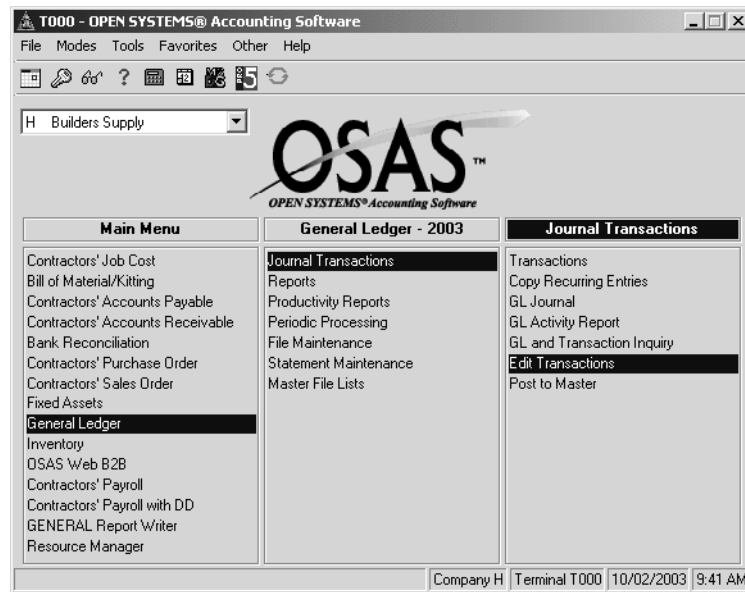 T000 - OPEN SYSTEMS® Accounting Software
File Modes Tools Favorites Other Help
H Builders Supply
OSAS™
OPEN SYSTEMS® Accounting Software
Main Menu
Contractors' Job Cost
Bill of Material/Kitting
Contractors' Accounts Payable
Contractors' Accounts Receivable
Bank Reconciliation
Contractors' Purchase Order
Contractors' Sales Order
Fixed Assets
General Ledger
Inventory
OSAS Web B2B
Contractors' Payroll
Contractors' Payroll with DD
GENERAL Report Writer
Resource Manager
General Ledger - 2003
Journal Transactions
Reports
Productivity Reports
Periodic Processing
File Maintenance
Statement Maintenance
Master File Lists
Journal Transactions
Transactions
Copy Recurring Entries
GL Journal
GL Activity Report
GL and Transaction Inquiry
Edit Transactions
Post to Master
Company H Terminal T000 10/02/2003 9:41 AM